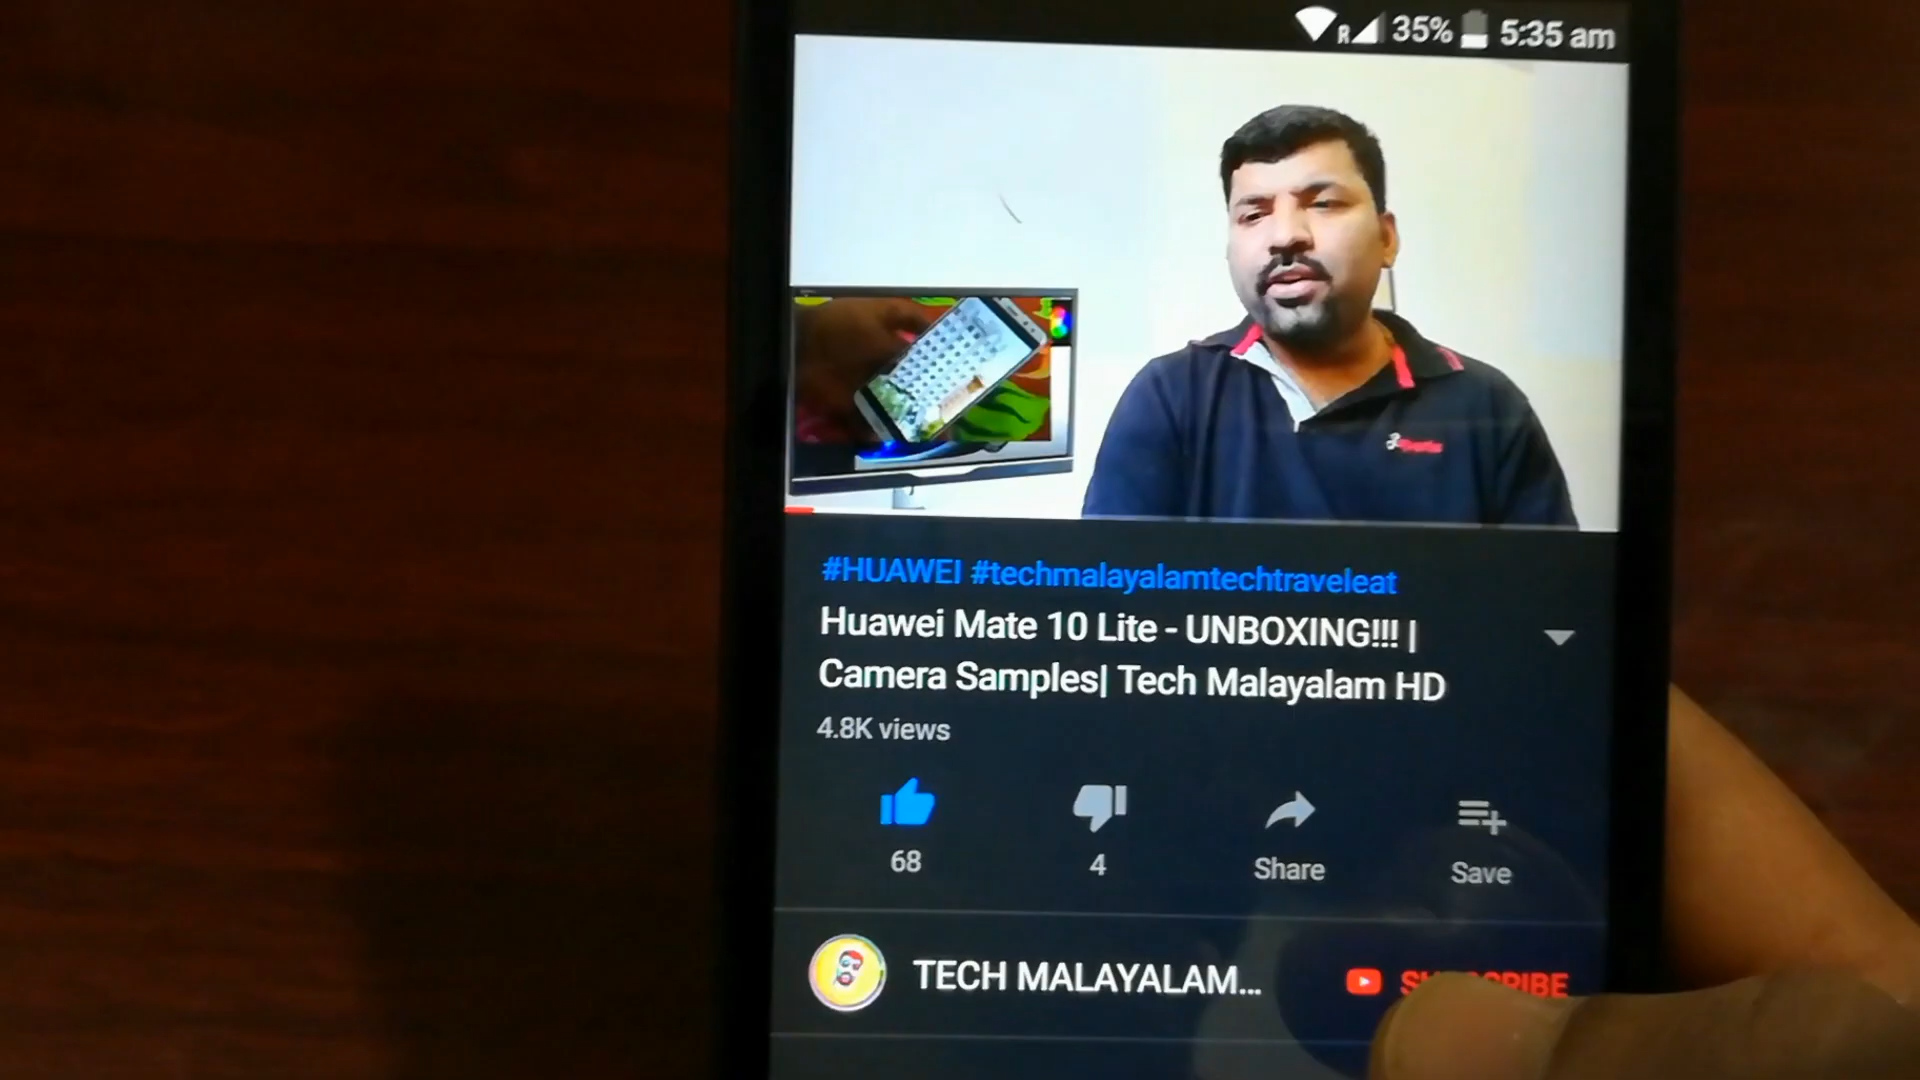 R 35% 5:35 am
#HUAWEI #techmalayalamtechtraveleat
Huawei Mate 10 Lite - UNBOXING!!! |
Camera Samples| Tech Malayalam HD
4.8K views
68
4
Share
Save
TECH MALAYALAM...
SUBSCRIBE